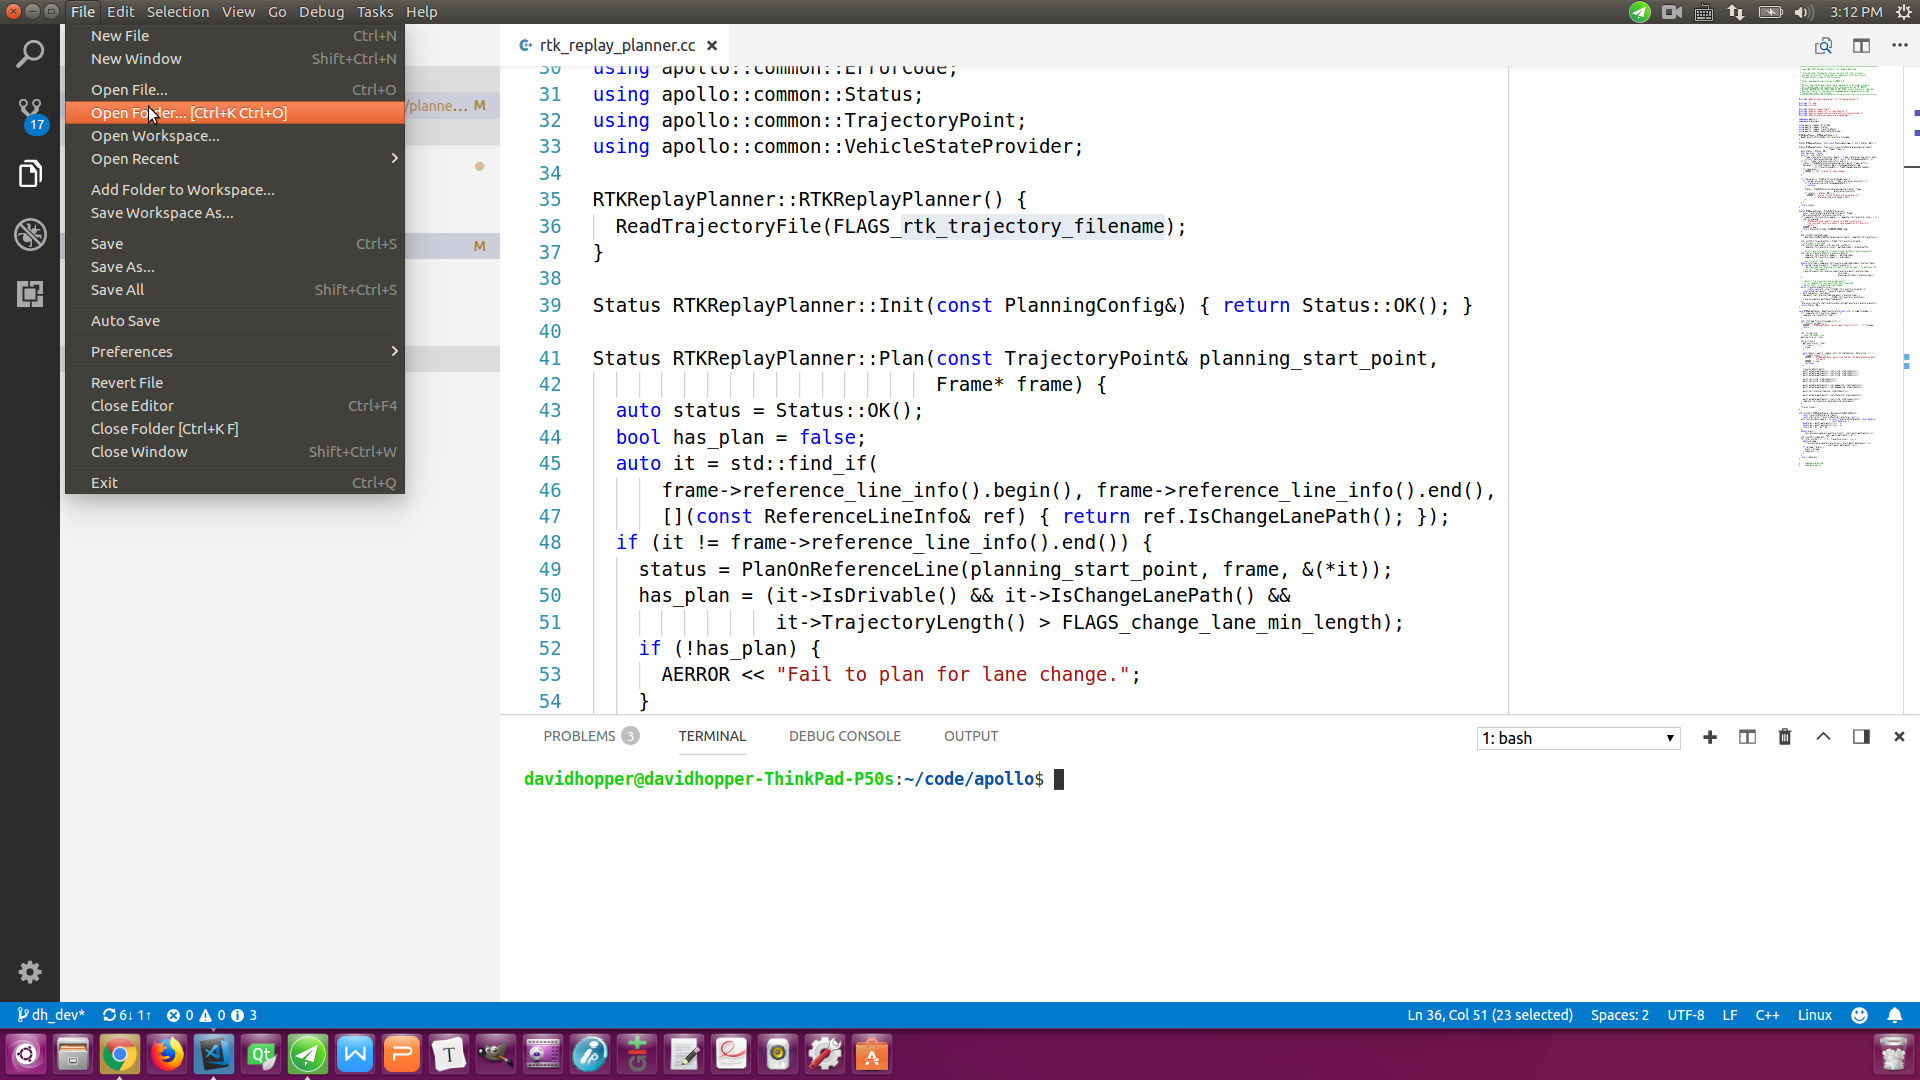 File Edit Selection View Go Debug Tasks Help
3:12 PM
New File Ctrl+N
New Window Shift+Ctrl+N
Open File... Ctrl+O
Open Folder... [Ctrl+K Ctrl+O]
Open Workspace...
Open Recent
Add Folder to Workspace...
Save Workspace As...
Save Ctrl+S
Save As...
Save All Shift+Ctrl+S
Auto Save
Preferences
Revert File
Close Editor Ctrl+F4
Close Folder [Ctrl+K F]
Close Window Shift+Ctrl+W
Exit Ctrl+Q
17
/planne... M
M
rtk_replay_planner.cc
30 using apollo::common::ErrorCode;
31 using apollo::common::Status;
32 using apollo::common::TrajectoryPoint;
33 using apollo::common::VehicleStateProvider;
34
35 RTKReplayPlanner::RTKReplayPlanner() {
36 ReadTrajectoryFile(FLAGS_rtk_trajectory_filename);
37 }
38
39 Status RTKReplayPlanner::Init(const PlanningConfig&) { return Status::OK(); }
40
41 Status RTKReplayPlanner::Plan(const TrajectoryPoint& planning_start_point,
42 Frame* frame) {
43 auto status = Status::OK();
44 bool has_plan = false;
45 auto it = std::find_if(
46 frame->reference_line_info().begin(), frame->reference_line_info().end(),
47 [](const ReferenceLineInfo& ref) { return ref.IsChangeLanePath(); });
48 if (it != frame->reference_line_info().end()) {
49 status = PlanOnReferenceLine(planning_start_point, frame, &(*it));
50 has_plan = (it->IsDrivable() && it->IsChangeLanePath() &&
51 it->TrajectoryLength() > FLAGS_change_lane_min_length);
52 if (!has_plan) {
53 AERROR << "Fail to plan for lane change.";
54 }
PROBLEMS 3 TERMINAL DEBUG CONSOLE OUTPUT 1: bash
davidhopper@davidhopper-ThinkPad-P50s:~/code/apollo$
dh_dev* 6↓ 1↑ 0 0 3
Ln 36, Col 51 (23 selected) Spaces: 2 UTF-8 LF C++ Linux